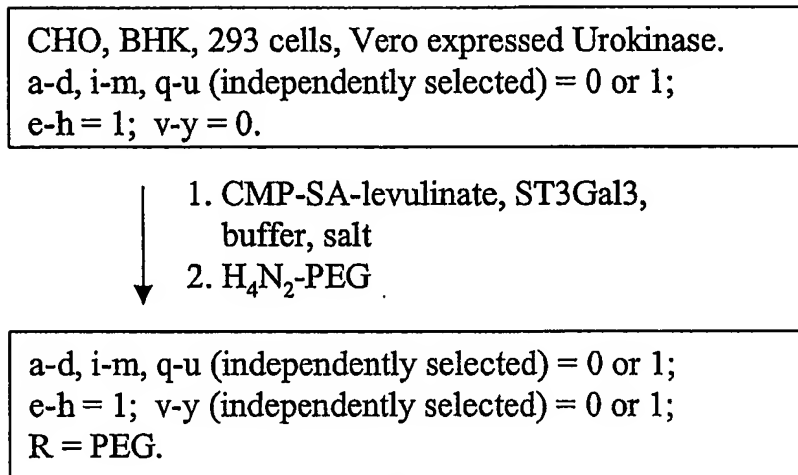 CHO, BHK, 293 cells, Vero expressed Urokinase.
a-d, i-m, q-u (independently selected) = 0 or 1;
e-h = 1; v-y = 0.
1. CMP-SA-levulinate, ST3Gal3,
buffer, salt
2. H₄N₂-PEG
a-d, i-m, q-u (independently selected) = 0 or 1;
e-h = 1; v-y (independently selected) = 0 or 1;
R = PEG.